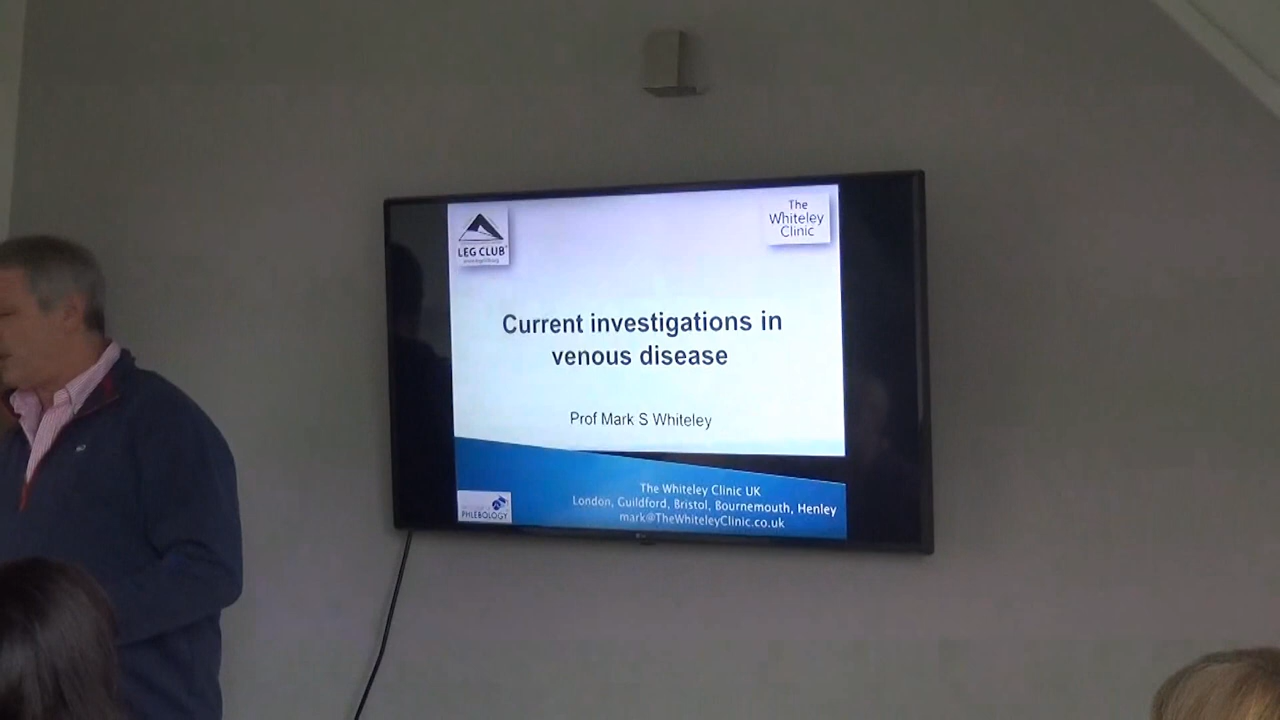 LEG CLUB®
The
Whiteley
Clinic
Current investigations in
venous disease
Prof Mark S Whiteley
The Whiteley Clinic UK
London, Guildford, Bristol, Bournemouth, Henley
mark@TheWhiteleyClinic.co.uk
PHLEBOLOGY
LG